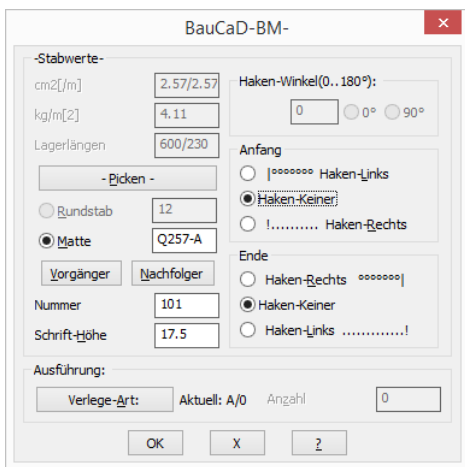 BauCaD-BM-
-Stabwerte-
cm2[/m] 2.57/2.57
kg/m[2] 4.11
Lagerlängen 600/230
- Picken -
Rundstab 12
Matte Q257-A
Vorgänger Nachfolger
Nummer 101
Schrift-Höhe 17.5
Haken-Winkel(0..180°):
0 0° 90°
Anfang
|°°°°°°° Haken-Links
Haken-Keiner
!.......... Haken-Rechts
Ende
Haken-Rechts °°°°°°°|
Haken-Keiner
Haken-Links .............!
Ausführung:
Verlege-Art: Aktuell: A/0 Anzahl 0
OK X ?